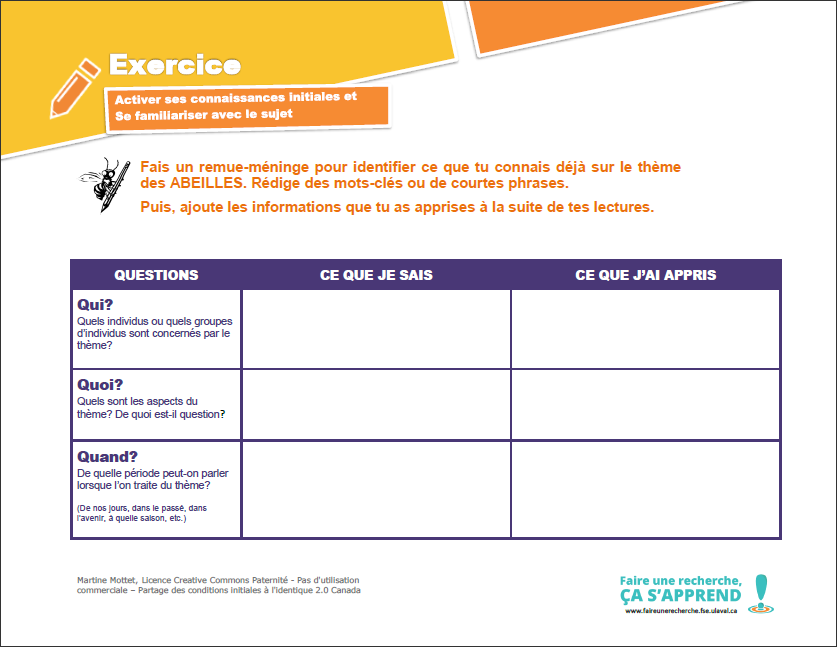 Exercice
Activer ses connaissances initiales et
Se familiariser avec le sujet
Fais un remue-méninge pour identifier ce que tu connais déjà sur le thème
des ABEILLES. Rédige des mots-clés ou de courtes phrases.
Puis, ajoute les informations que tu as apprises à la suite de tes lectures.
QUESTIONS CE QUE JE SAIS CE QUE J'AI APPRIS
Qui?
Quels individus ou quels groupes
d'individus sont concernés par le
thème?
Quoi?
Quels sont les aspects du
thème? De quoi est-il question?
Quand?
De quelle période peut-on parler
lorsque l'on traite du thème?
(De nos jours, dans le passé, dans
l'avenir, à quelle saison, etc.)
Martine Mottet, Licence Creative Commons Paternité - Pas d'utilisation
commerciale – Partage des conditions initiales à l'identique 2.0 Canada
Faire une recherche,
ÇA S'APPREND
www.faireunerecherche.fse.ulaval.ca